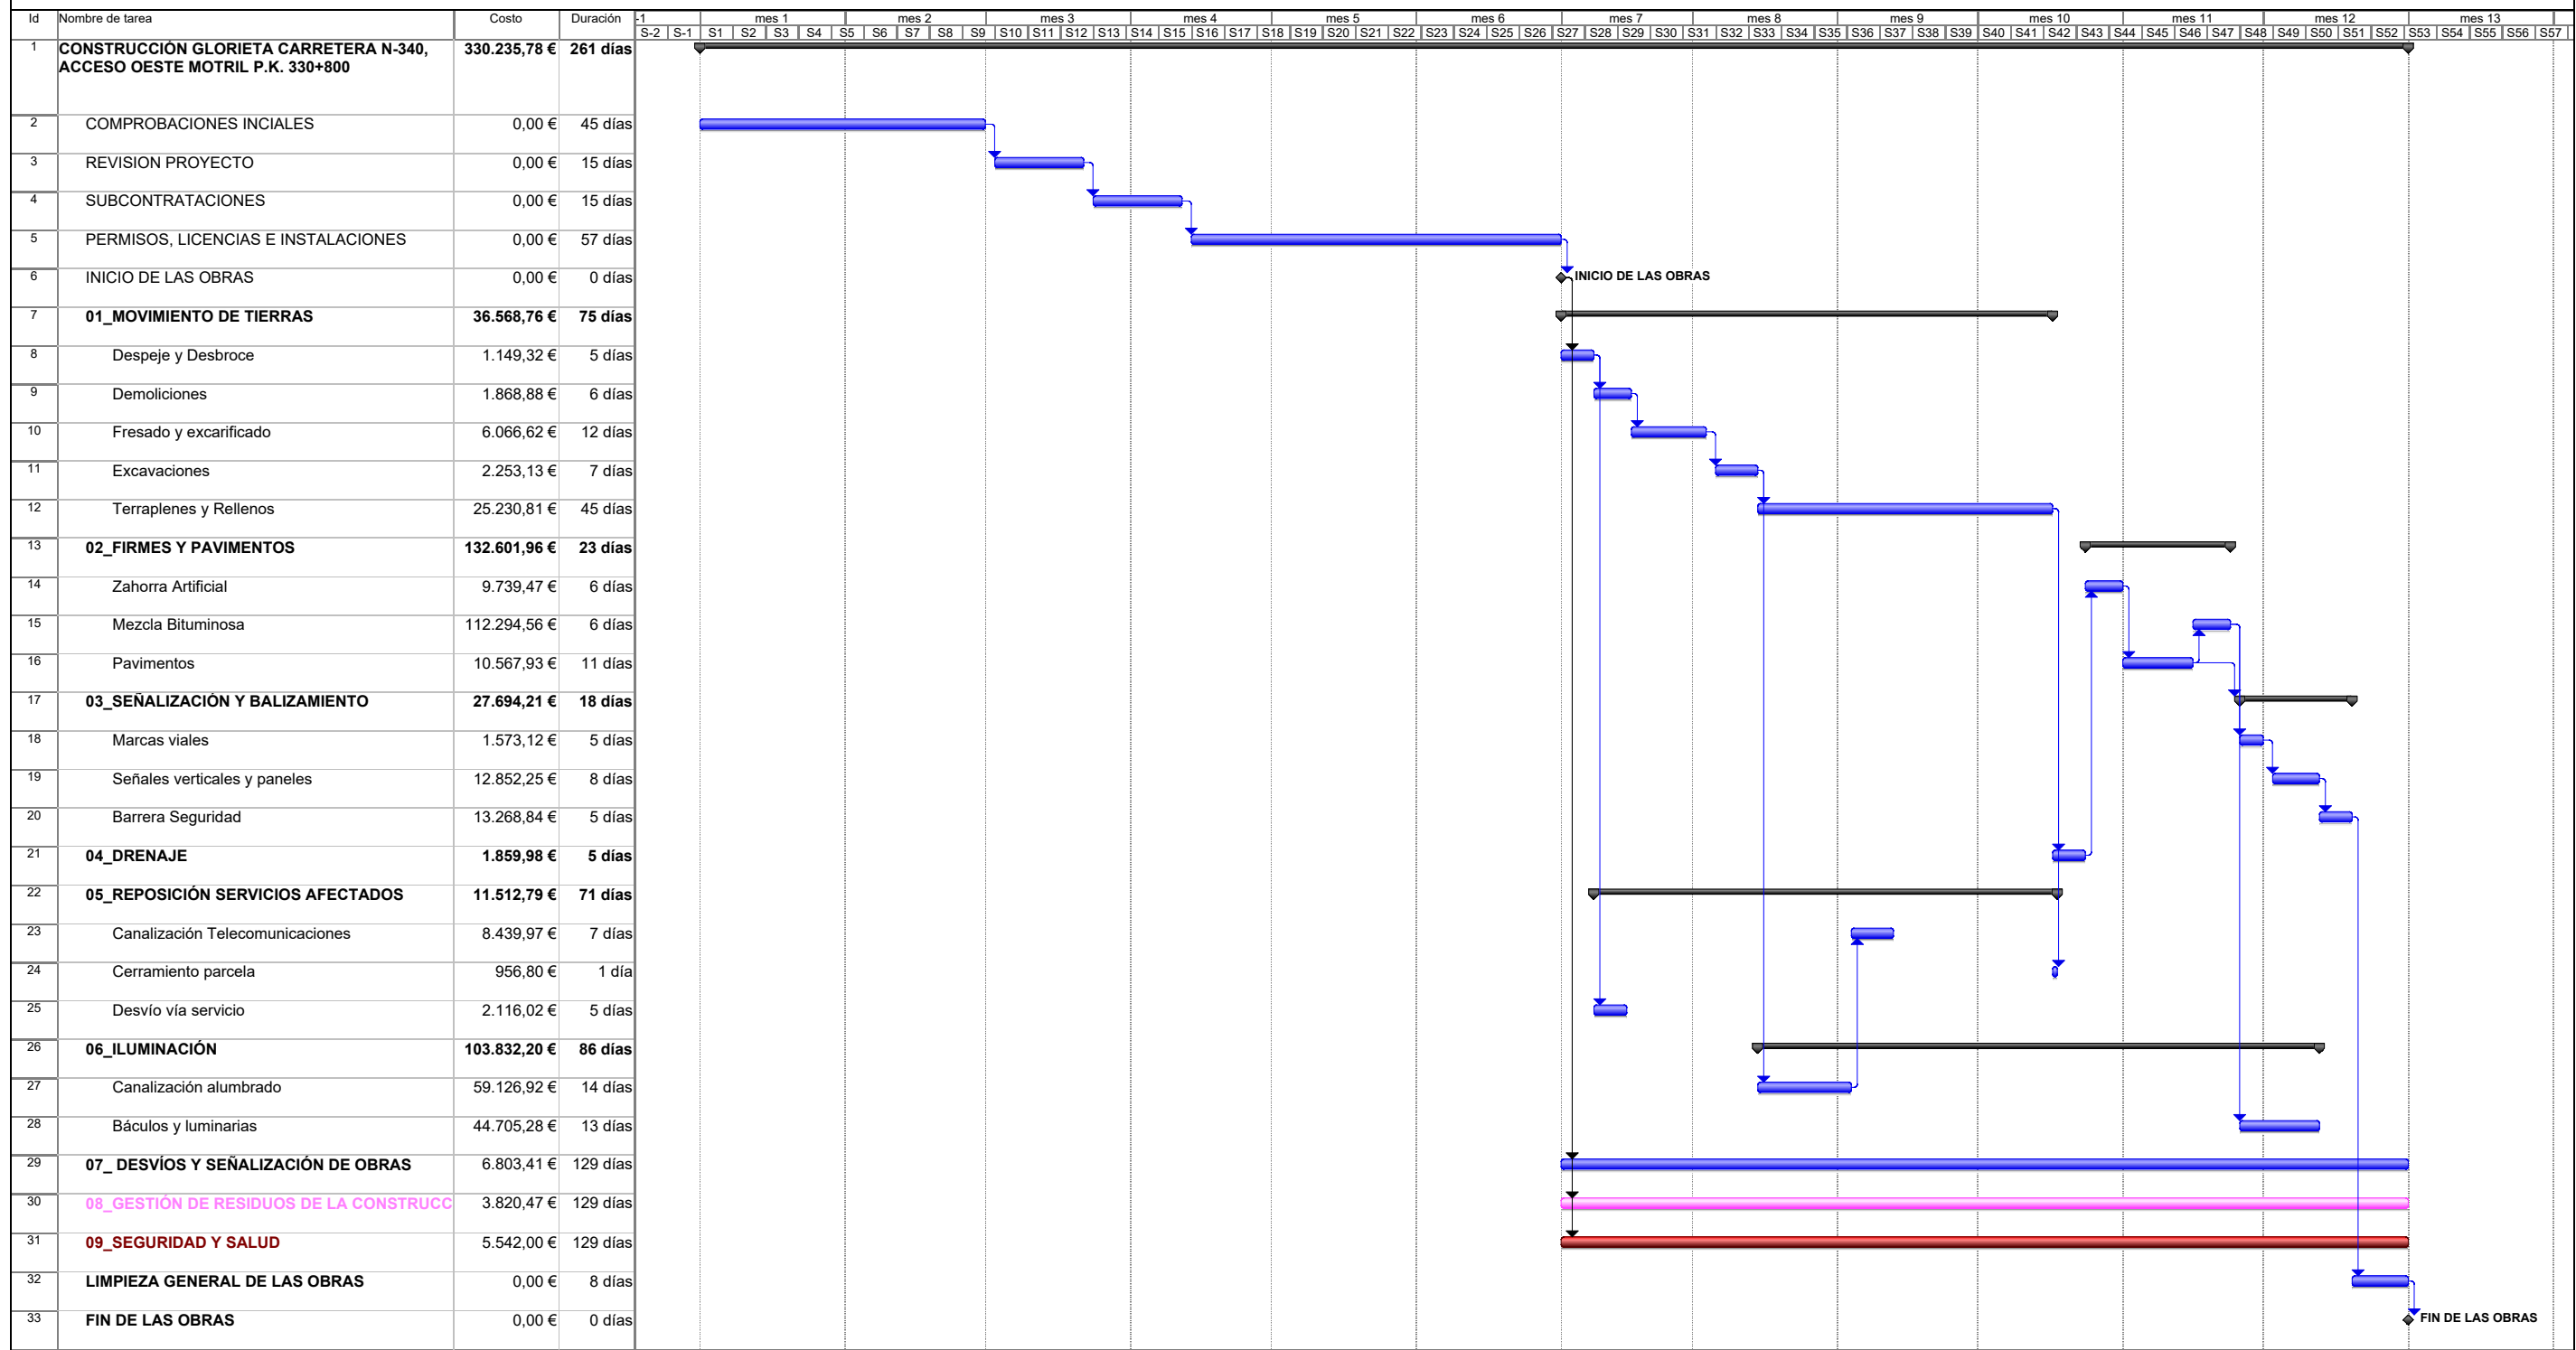 Id Nombre de tarea Costo Duración -1 mes 1 mes 2 mes 3 mes 4 mes 5 mes 6 mes 7 mes 8 mes 9 mes 10 mes 11 mes 12 mes 13
S-2 S-1 S1 S2 S3 S4 S5 S6 S7 S8 S9 S10 S11 S12 S13 S14 S15 S16 S17 S18 S19 S20 S21 S22 S23 S24 S25 S26 S27 S28 S29 S30 S31 S32 S33 S34 S35 S36 S37 S38 S39 S40 S41 S42 S43 S44 S45 S46 S47 S48 S49 S50 S51 S52 S53 S54 S55 S56 S57
1 CONSTRUCCIÓN GLORIETA CARRETERA N-340, 330.235,78 € 261 días
ACCESO OESTE MOTRIL P.K. 330+800
2 COMPROBACIONES INCIALES 0,00 € 45 días
3 REVISION PROYECTO 0,00 € 15 días
4 SUBCONTRATACIONES 0,00 € 15 días
5 PERMISOS, LICENCIAS E INSTALACIONES 0,00 € 57 días
6 INICIO DE LAS OBRAS 0,00 € 0 días INICIO DE LAS OBRAS
7 01_MOVIMIENTO DE TIERRAS 36.568,76 € 75 días
8 Despeje y Desbroce 1.149,32 € 5 días
9 Demoliciones 1.868,88 € 6 días
10 Fresado y excarificado 6.066,62 € 12 días
11 Excavaciones 2.253,13 € 7 días
12 Terraplenes y Rellenos 25.230,81 € 45 días
13 02_FIRMES Y PAVIMENTOS 132.601,96 € 23 días
14 Zahorra Artificial 9.739,47 € 6 días
15 Mezcla Bituminosa 112.294,56 € 6 días
16 Pavimentos 10.567,93 € 11 días
17 03_SEÑALIZACIÓN Y BALIZAMIENTO 27.694,21 € 18 días
18 Marcas viales 1.573,12 € 5 días
19 Señales verticales y paneles 12.852,25 € 8 días
20 Barrera Seguridad 13.268,84 € 5 días
21 04_DRENAJE 1.859,98 € 5 días
22 05_REPOSICIÓN SERVICIOS AFECTADOS 11.512,79 € 71 días
23 Canalización Telecomunicaciones 8.439,97 € 7 días
24 Cerramiento parcela 956,80 € 1 día
25 Desvío vía servicio 2.116,02 € 5 días
26 06_ILUMINACIÓN 103.832,20 € 86 días
27 Canalización alumbrado 59.126,92 € 14 días
28 Báculos y luminarias 44.705,28 € 13 días
29 07_ DESVÍOS Y SEÑALIZACIÓN DE OBRAS 6.803,41 € 129 días
30 08_GESTIÓN DE RESIDUOS DE LA CONSTRUCC 3.820,47 € 129 días
31 09_SEGURIDAD Y SALUD 5.542,00 € 129 días
32 LIMPIEZA GENERAL DE LAS OBRAS 0,00 € 8 días
33 FIN DE LAS OBRAS 0,00 € 0 días FIN DE LAS OBRAS